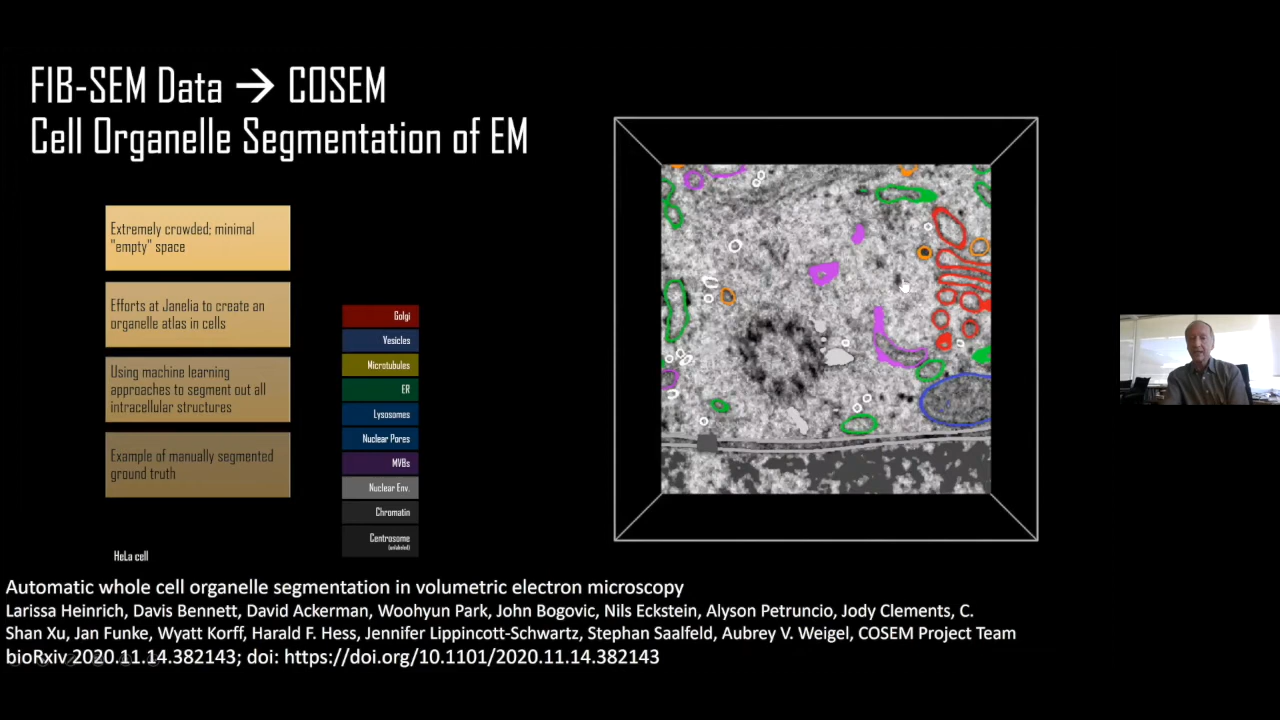 FIB-SEM Data → COSEM
Cell Organelle Segmentation of EM
Extremely crowded; minimal
"empty" space
Efforts at Janelia to create an
organelle atlas in cells
Using machine learning
approaches to segment out all
intracellular structures
Example of manually segmented
ground truth
Golgi
Vesicles
Microtubules
ER
Lysosomes
Nuclear Pores
MVBs
Nuclear Env.
Chromatin
Centrosome
(unlabeled)
HeLa cell
Automatic whole cell organelle segmentation in volumetric electron microscopy
Larissa Heinrich, Davis Bennett, David Ackerman, Woohyun Park, John Bogovic, Nils Eckstein, Alyson Petruncio, Jody Clements, C.
Shan Xu, Jan Funke, Wyatt Korff, Harald F. Hess, Jennifer Lippincott-Schwartz, Stephan Saalfeld, Aubrey V. Weigel, COSEM Project Team
bioRxiv 2020.11.14.382143; doi: https://doi.org/10.1101/2020.11.14.382143